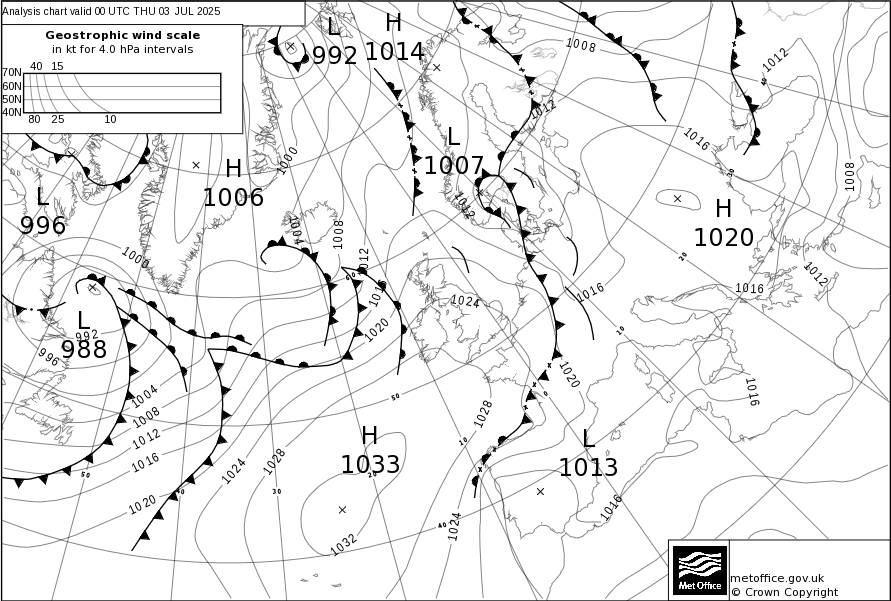 Analysis chart valid 00 UTC THU 03 JUL 2025
Geostrophic wind scale
in kt for 4.0 hPa intervals
40 15
70N
60N
50N
40N
80 25 10
L
992
H
1014
1008
1012
40
1012
L
1007
1016
30
1008
1000
H
1006
1012
L
996
H
1020
1004
1008
1012
20
1000
60
1016
1012
1016
1024
1016
L
988
992
1020
10
996
1020
1016
0
1004
50
1008
1028
1012
H
1033
10
L
1013
1016
1024
1028
20
50
40
30
1020
1016
40
1024
1032
Met Office
metoffice.gov.uk
© Crown Copyright